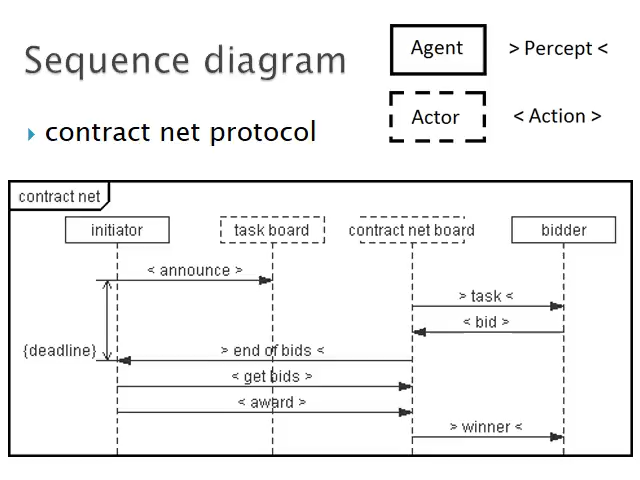 Sequence diagram
Agent
> Percept <
Actor
< Action >
contract net protocol
contract net
initiator
task board
contract net board
bidder
< announce >
> task <
< bid >
{deadline}
> end of bids <
< get bids >
< award >
> winner <